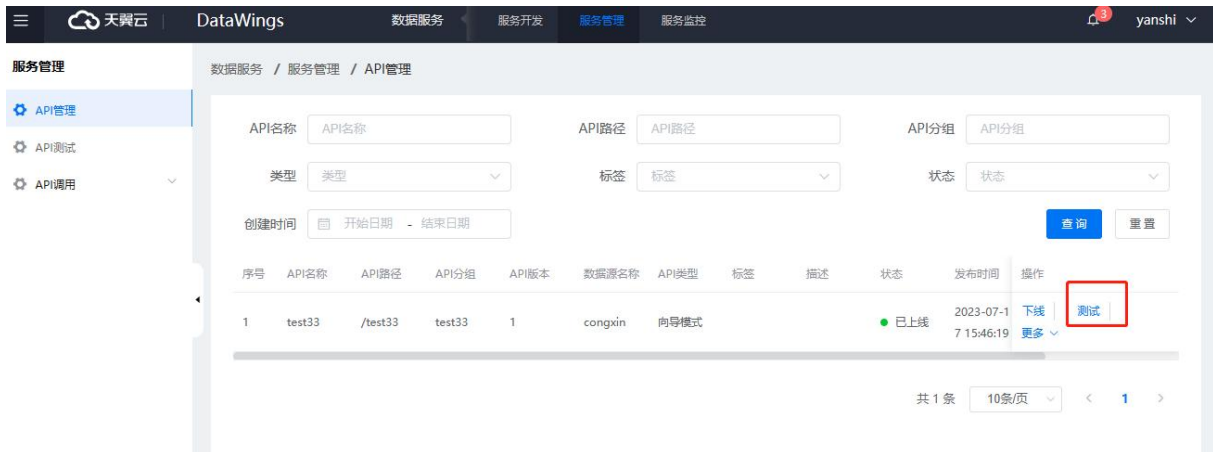 天翼云 DataWings 数据服务 服务开发 服务管理 服务监控 3 yanshi
服务管理
API管理
API测试
API调用
数据服务 / 服务管理 / API管理
API名称 API名称 API路径 API路径 API分组 API分组
类型 类型 标签 标签 状态 状态
创建时间 开始日期 - 结束日期 查询 重置
序号 API名称 API路径 API分组 API版本 数据源名称 API类型 标签 描述 状态 发布时间 操作
1 test33 /test33 test33 1 congxin 向导模式 已上线 2023-07-1 下线 测试
7 15:46:19 更多
共 1 条 10条/页 < 1 >